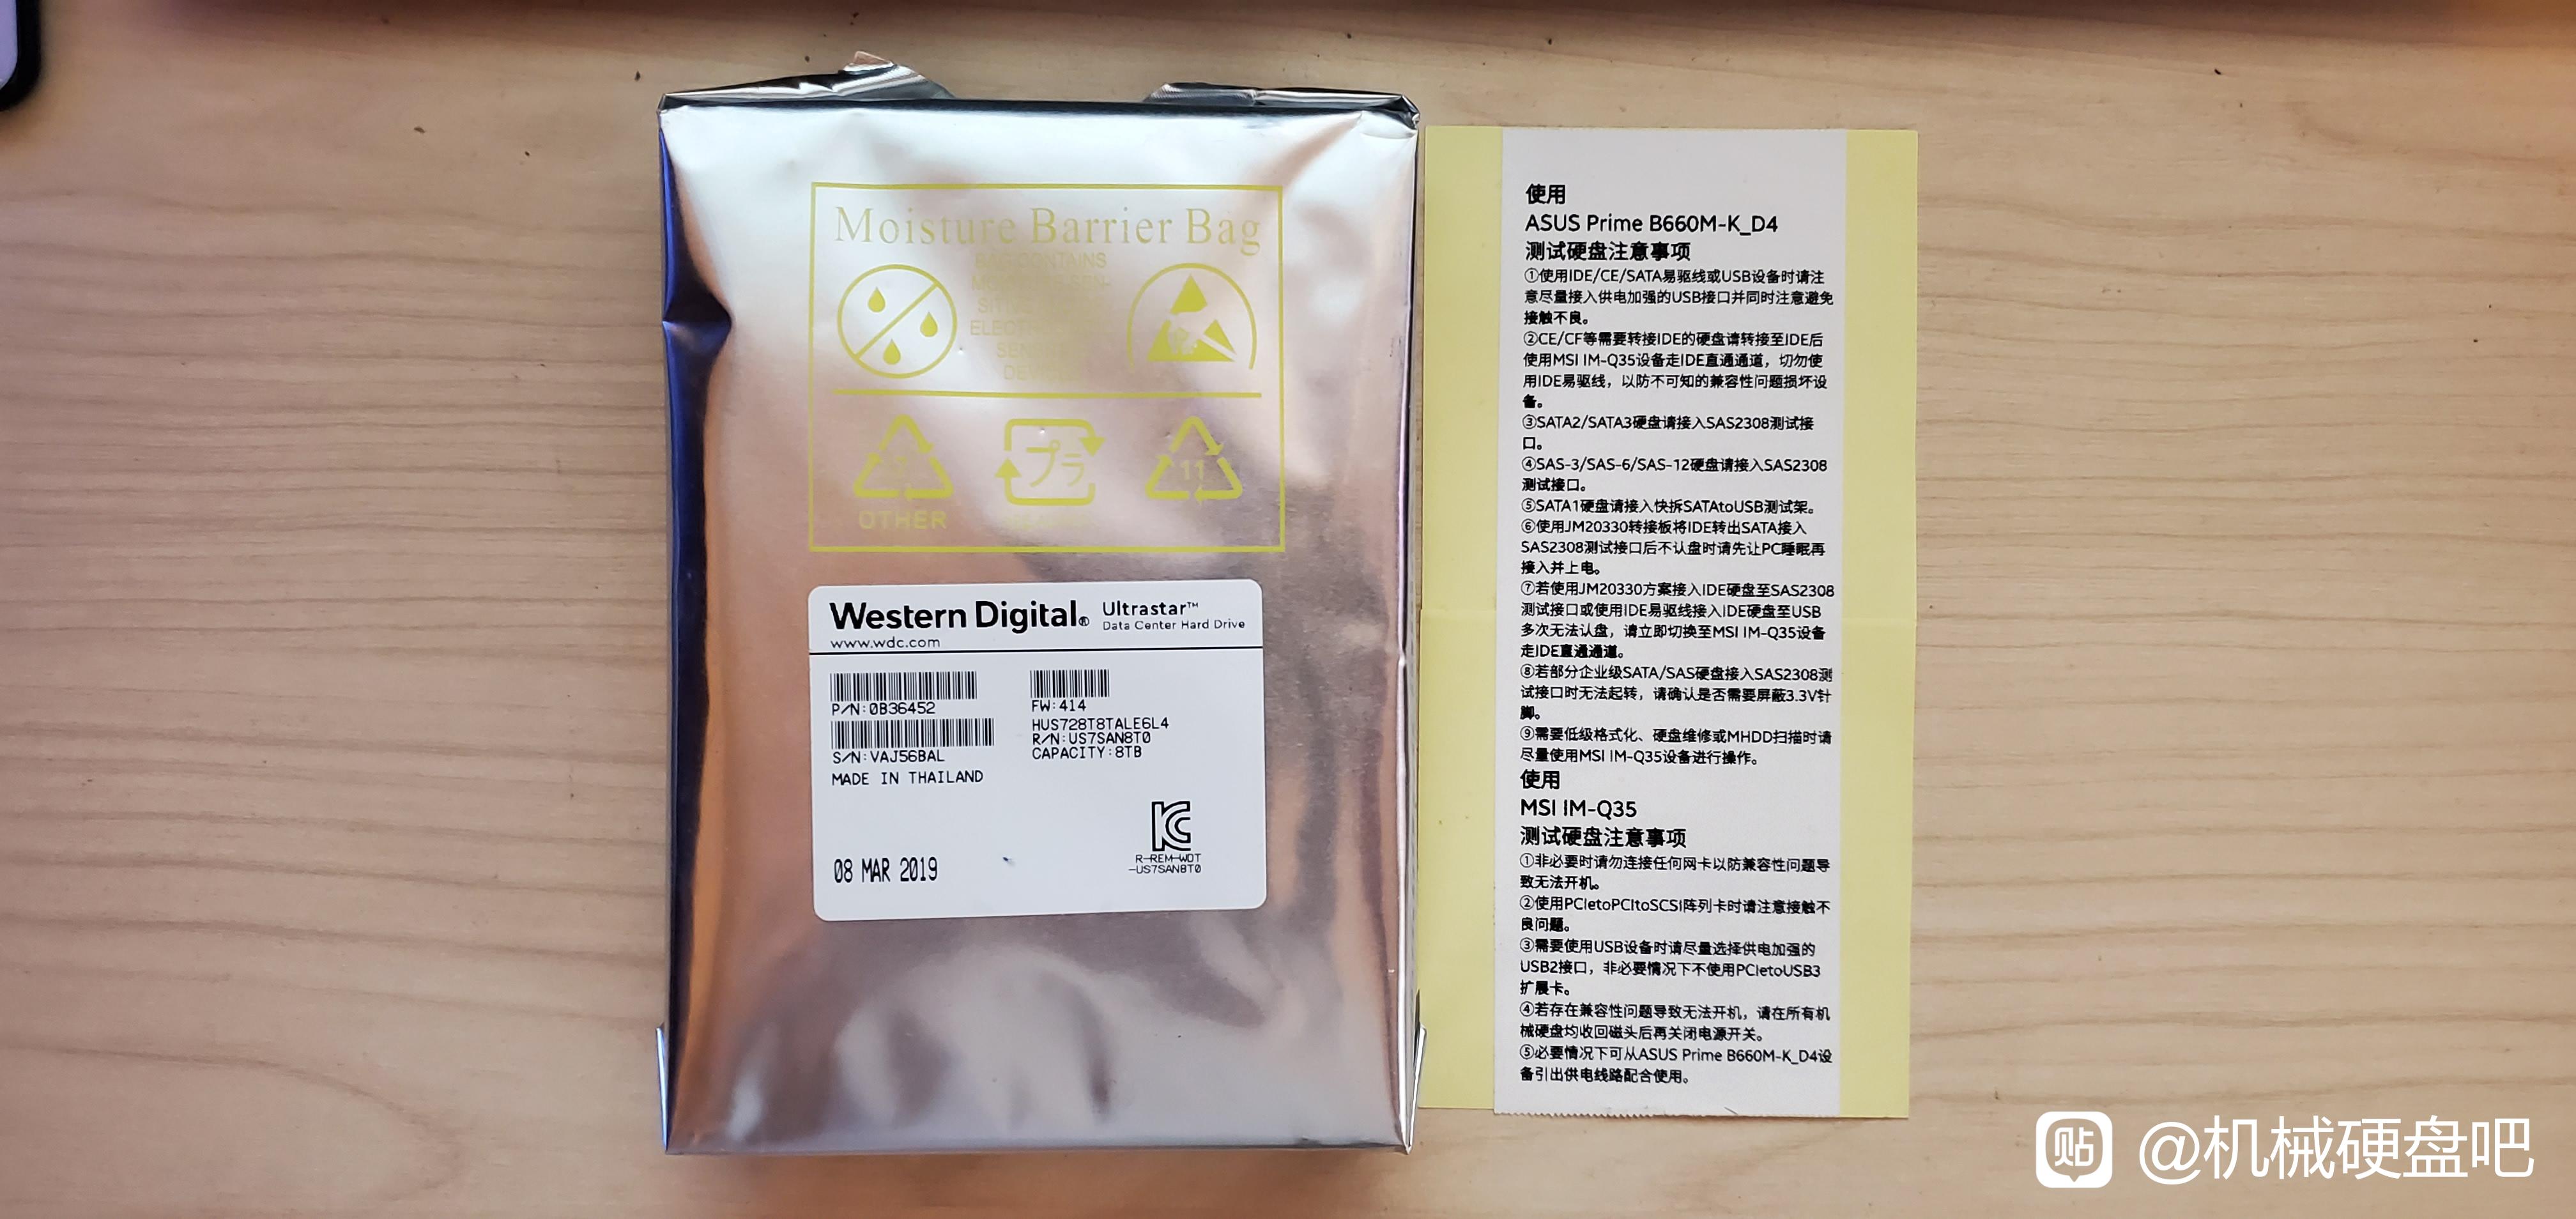 Moisture Barrier Bag
プラ
11
OTHER
Western Digital® Ultrastar™
Data Center Hard Drive
www.wdc.com
P/N:0B36452
S/N:VAJ56BAL
MADE IN THAILAND
08 MAR 2019
FW:414
HUS728T8TALE6L4
R/N:US7SAN8T0
CAPACITY:8TB
R-REM-WDT
-US7SAN8T0
使用
ASUS Prime B660M-K_D4
测试硬盘注意事项
①使用IDE/CE/SATA易驱线或USB设备时请注
意尽量接入供电加强的USB接口并同时注意避免
接触不良。
②CE/CF等需要转接IDE的硬盘请转接至IDE后
使用MSI IM-Q35设备走IDE直通通道，切勿使
用IDE易驱线，以防不可知的兼容性问题损坏设
备。
③SATA2/SATA3硬盘请接入SAS2308测试接
口。
④SAS-3/SAS-6/SAS-12硬盘请接入SAS2308
测试接口。
⑤SATA1硬盘请接入快拆SATAtoUSB测试架。
⑥使用JM20330转接板将IDE转出SATA接入
SAS2308测试接口后不认盘时请先让PC睡眠再
接入并上电。
⑦若使用JM20330方案接入IDE硬盘至SAS2308
测试接口或使用IDE易驱线接入IDE硬盘至USB
多次无法认盘，请立即切换至MSI IM-Q35设备
走IDE直通通道。
⑧若部分企业级SATA/SAS硬盘接入SAS2308测
试接口时无法起转，请确认是否需要屏蔽3.3V针
脚。
⑨需要低级格式化、硬盘维修或MHDD扫描时请
尽量使用MSI IM-Q35设备进行操作。
使用
MSI IM-Q35
测试硬盘注意事项
①非必要时请勿连接任何网卡以防兼容性问题导
致无法开机。
②使用PCIetoPCItoSCSI阵列卡时请注意接触不
良问题。
③需要使用USB设备时请尽量选择供电加强的
USB2接口，非必要情况下不使用PCIetoUSB3
扩展卡。
④若存在兼容性问题导致无法开机，请在所有机
械硬盘均收回磁头后再关闭电源开关。
⑤必要情况下可从ASUS Prime B660M-K_D4设
备引出供电线路配合使用。
贴 @机械硬盘吧